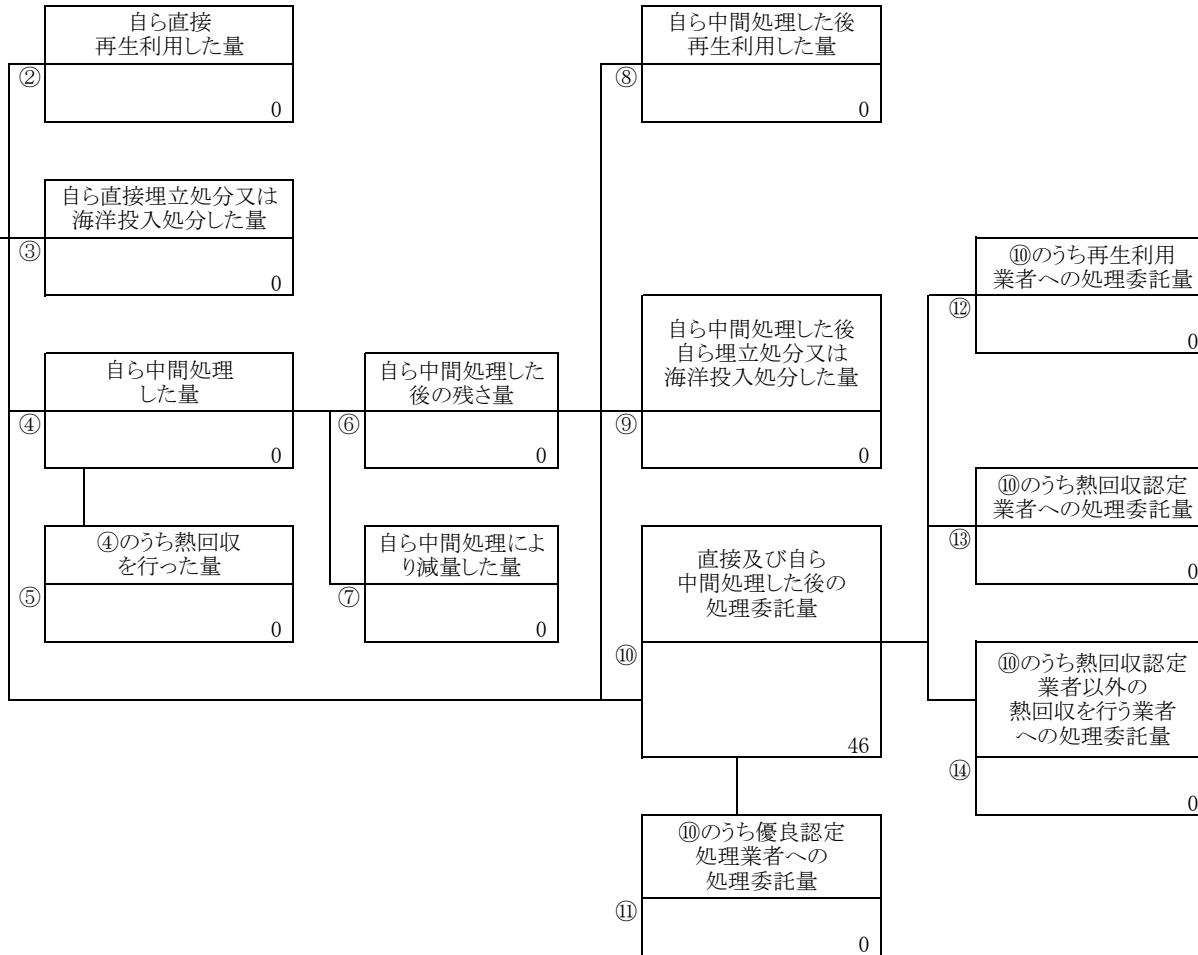 自ら直接
再生利用した量
②
0
自ら直接埋立処分又は
海洋投入処分した量
③
0
自ら中間処理
した量
④
0
④のうち熱回収
を行った量
⑤
0
自ら中間処理した
後の残さ量
⑥
0
自ら中間処理によ
り減量した量
⑦
0
自ら中間処理した後
再生利用した量
⑧
0
自ら中間処理した後
自ら埋立処分又は
海洋投入処分した量
⑨
0
直接及び自ら
中間処理した後の
処理委託量
⑩
46
⑩のうち優良認定
処理業者への
処理委託量
⑪
0
⑩のうち再生利用
業者への処理委託量
⑫
0
⑩のうち熱回収認定
業者への処理委託量
⑬
0
⑩のうち熱回収認定
業者以外の
熱回収を行う業者
への処理委託量
⑭
0